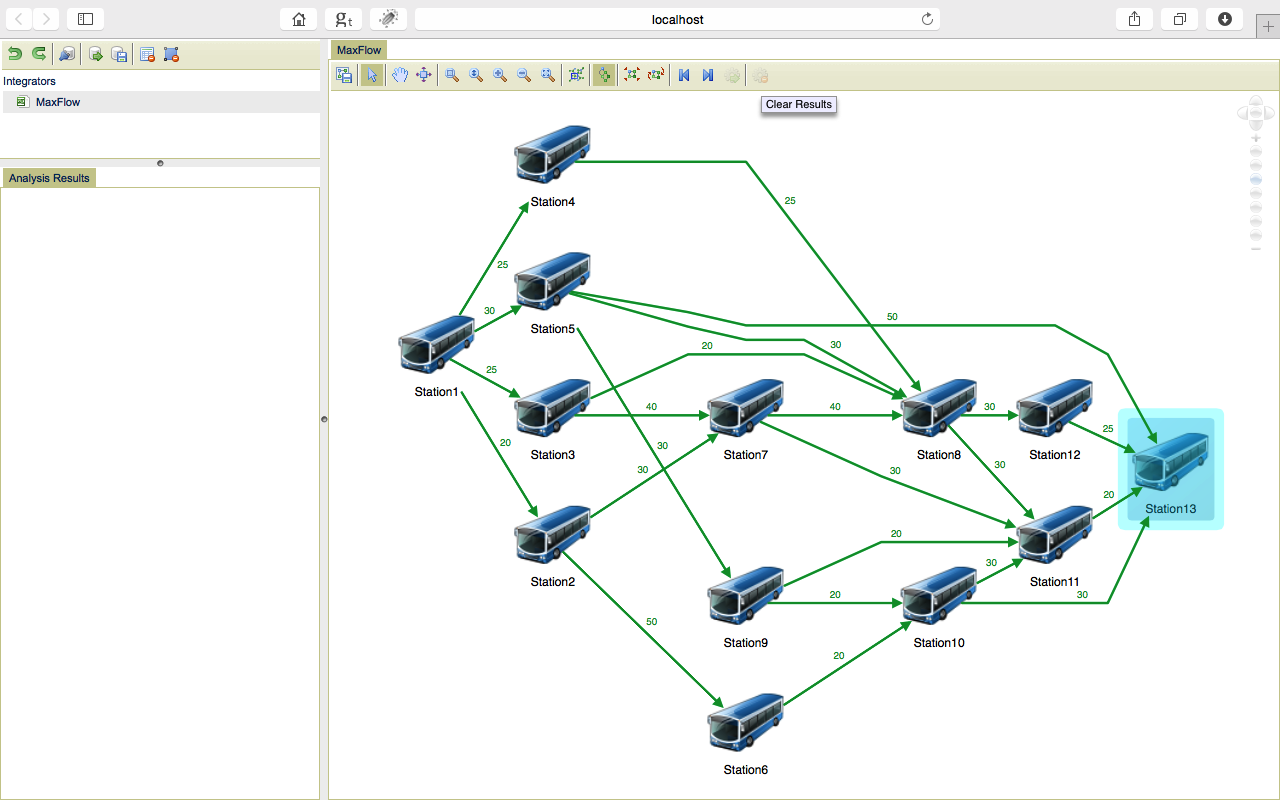 localhost
Integrators
MaxFlow
Analysis Results
MaxFlow
Clear Results
Station4
25
25
Station5
30
50
30
20
Station1
25
Station3
40
Station7
40
Station8
30
Station12
25
Station13
20
30
30
30
30
20
Station2
50
20
30
Station11
20
Station9
20
Station10
30
Station6